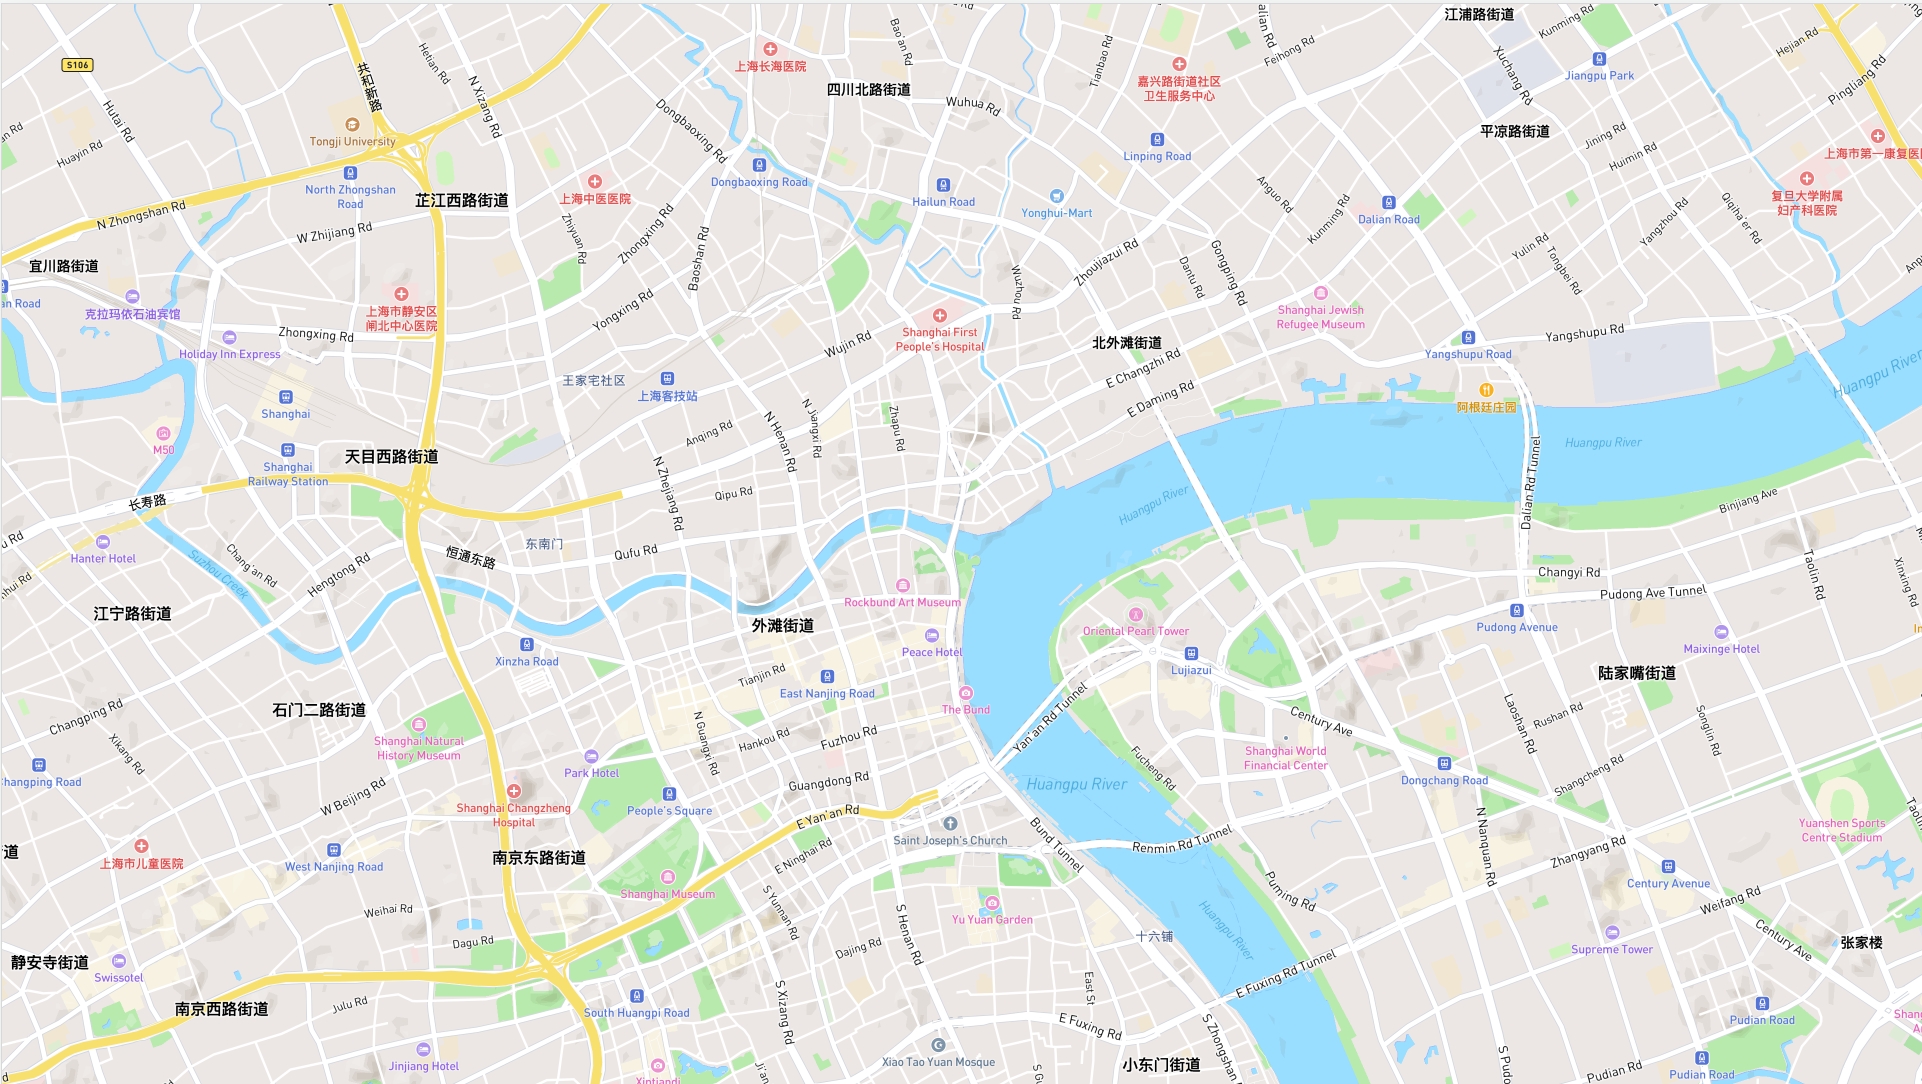 江浦路街道
Kunming Rd
Hejian Rd
Bao'an Rd
Tianbao Rd
Feihong Rd
Hetian Rd
S106
共和新路
上海长海医院
嘉兴路街道社区
卫生服务中心
Xuchang Rd
Jiangpu Park
Pingliang Rd
四川北路街道
Wuhua Rd
N Xizang Rd
Hutai Rd
Dongbaoxing Rd
平凉路街道
Jining Rd
Huimin Rd
Tongji University
Huayin Rd
Linping Road
上海市第一康复医
North Zhongshan
Road
Dongbaoxing Road
Hailun Road
Yonghui-Mart
上海中医医院
芷江西路街道
N Zhongshan Rd
W Zhijiang Rd
Zhiyuan Rd
Zhongxing Rd
Baoshan Rd
Anguo Rd
Kunming Rd
Dalian Road
复旦大学附属
妇产科医院
Yangzhou Rd
Qiqiha'er Rd
Yulin Rd
Tongbei Rd
宜川路街道
Zhoujiazui Rd
Gongping Rd
Dantu Rd
Wuzhou Rd
an Road
克拉玛依石油宾馆
上海市静安区
闸北中心医院
Yongxing Rd
Shanghai First
People's Hospital
Shanghai Jewish
Refugee Museum
Zhongxing Rd
Holiday Inn Express
Wujin Rd
北外滩街道
Yangshupu Rd
Yangshupu Road
E Changzhi Rd
E Daming Rd
Huangpu River
王家宅社区
上海客技站
Shanghai
阿根廷庄园
N Jiangxi Rd
N Henan Rd
Zhapu Rd
Anqing Rd
M50
天目西路街道
Shanghai
Railway Station
Huangpu River
Dalian Rd Tunnel
N Zhejiang Rd
Qipu Rd
长寿路
Huangpu River
Binjiang Ave
Hanter Hotel
东南门
Qufu Rd
恒通东路
Suzhou Creek
Chang'an Rd
Hengtong Rd
Changyi Rd
Pudong Ave Tunnel
Taolin Rd
Xinxing Rd
江宁路街道
外滩街道
Rockbund Art Museum
Oriental Pearl Tower
Pudong Avenue
Maixinge Hotel
Peace Hotel
Xinzha Road
Lujiazui
陆家嘴街道
Tianjin Rd
East Nanjing Road
The Bund
Yan'an Rd Tunnel
石门二路街道
Changping Rd
Shanghai Natural
History Museum
N Guangxi Rd
Hankou Rd
Fuzhou Rd
Century Ave
Laoshan Rd
Rushan Rd
Songlin Rd
Xikang Rd
Changping Road
Park Hotel
Guangdong Rd
Huangpu River
Fucheng Rd
Shanghai World
Financial Center
Dongchang Road
Shangcheng Rd
W Beijing Rd
Shanghai Changzheng
Hospital
People's Square
E Yan'an Rd
Yuanshen Sports
Centre Stadium
Saint Joseph's Church
Bund Tunnel
Renmin Rd Tunnel
N Nanquan Rd
Zhangyang Rd
道
上海市儿童医院
West Nanjing Road
南京东路街道
E Ninghai Rd
Shanghai Museum
Century Avenue
Puming Rd
Weifang Rd
Weihai Rd
S Yunnan Rd
S Henan Rd
Yu Yuan Garden
Huangpu River
Century Ave
Dagu Rd
Dajing Rd
十六铺
Supreme Tower
张家楼
静安寺街道
Swissotel
E Fuxing Rd Tunnel
East St
南京西路街道
Julu Rd
South Huangpi Road
S Xizang Rd
E Fuxing Rd
S Zhongshan
Pudian Road
Jinjiang Hotel
Xiao Tao Yuan Mosque
小东门街道
Xintiandi
Pudian Rd
Pudian Road